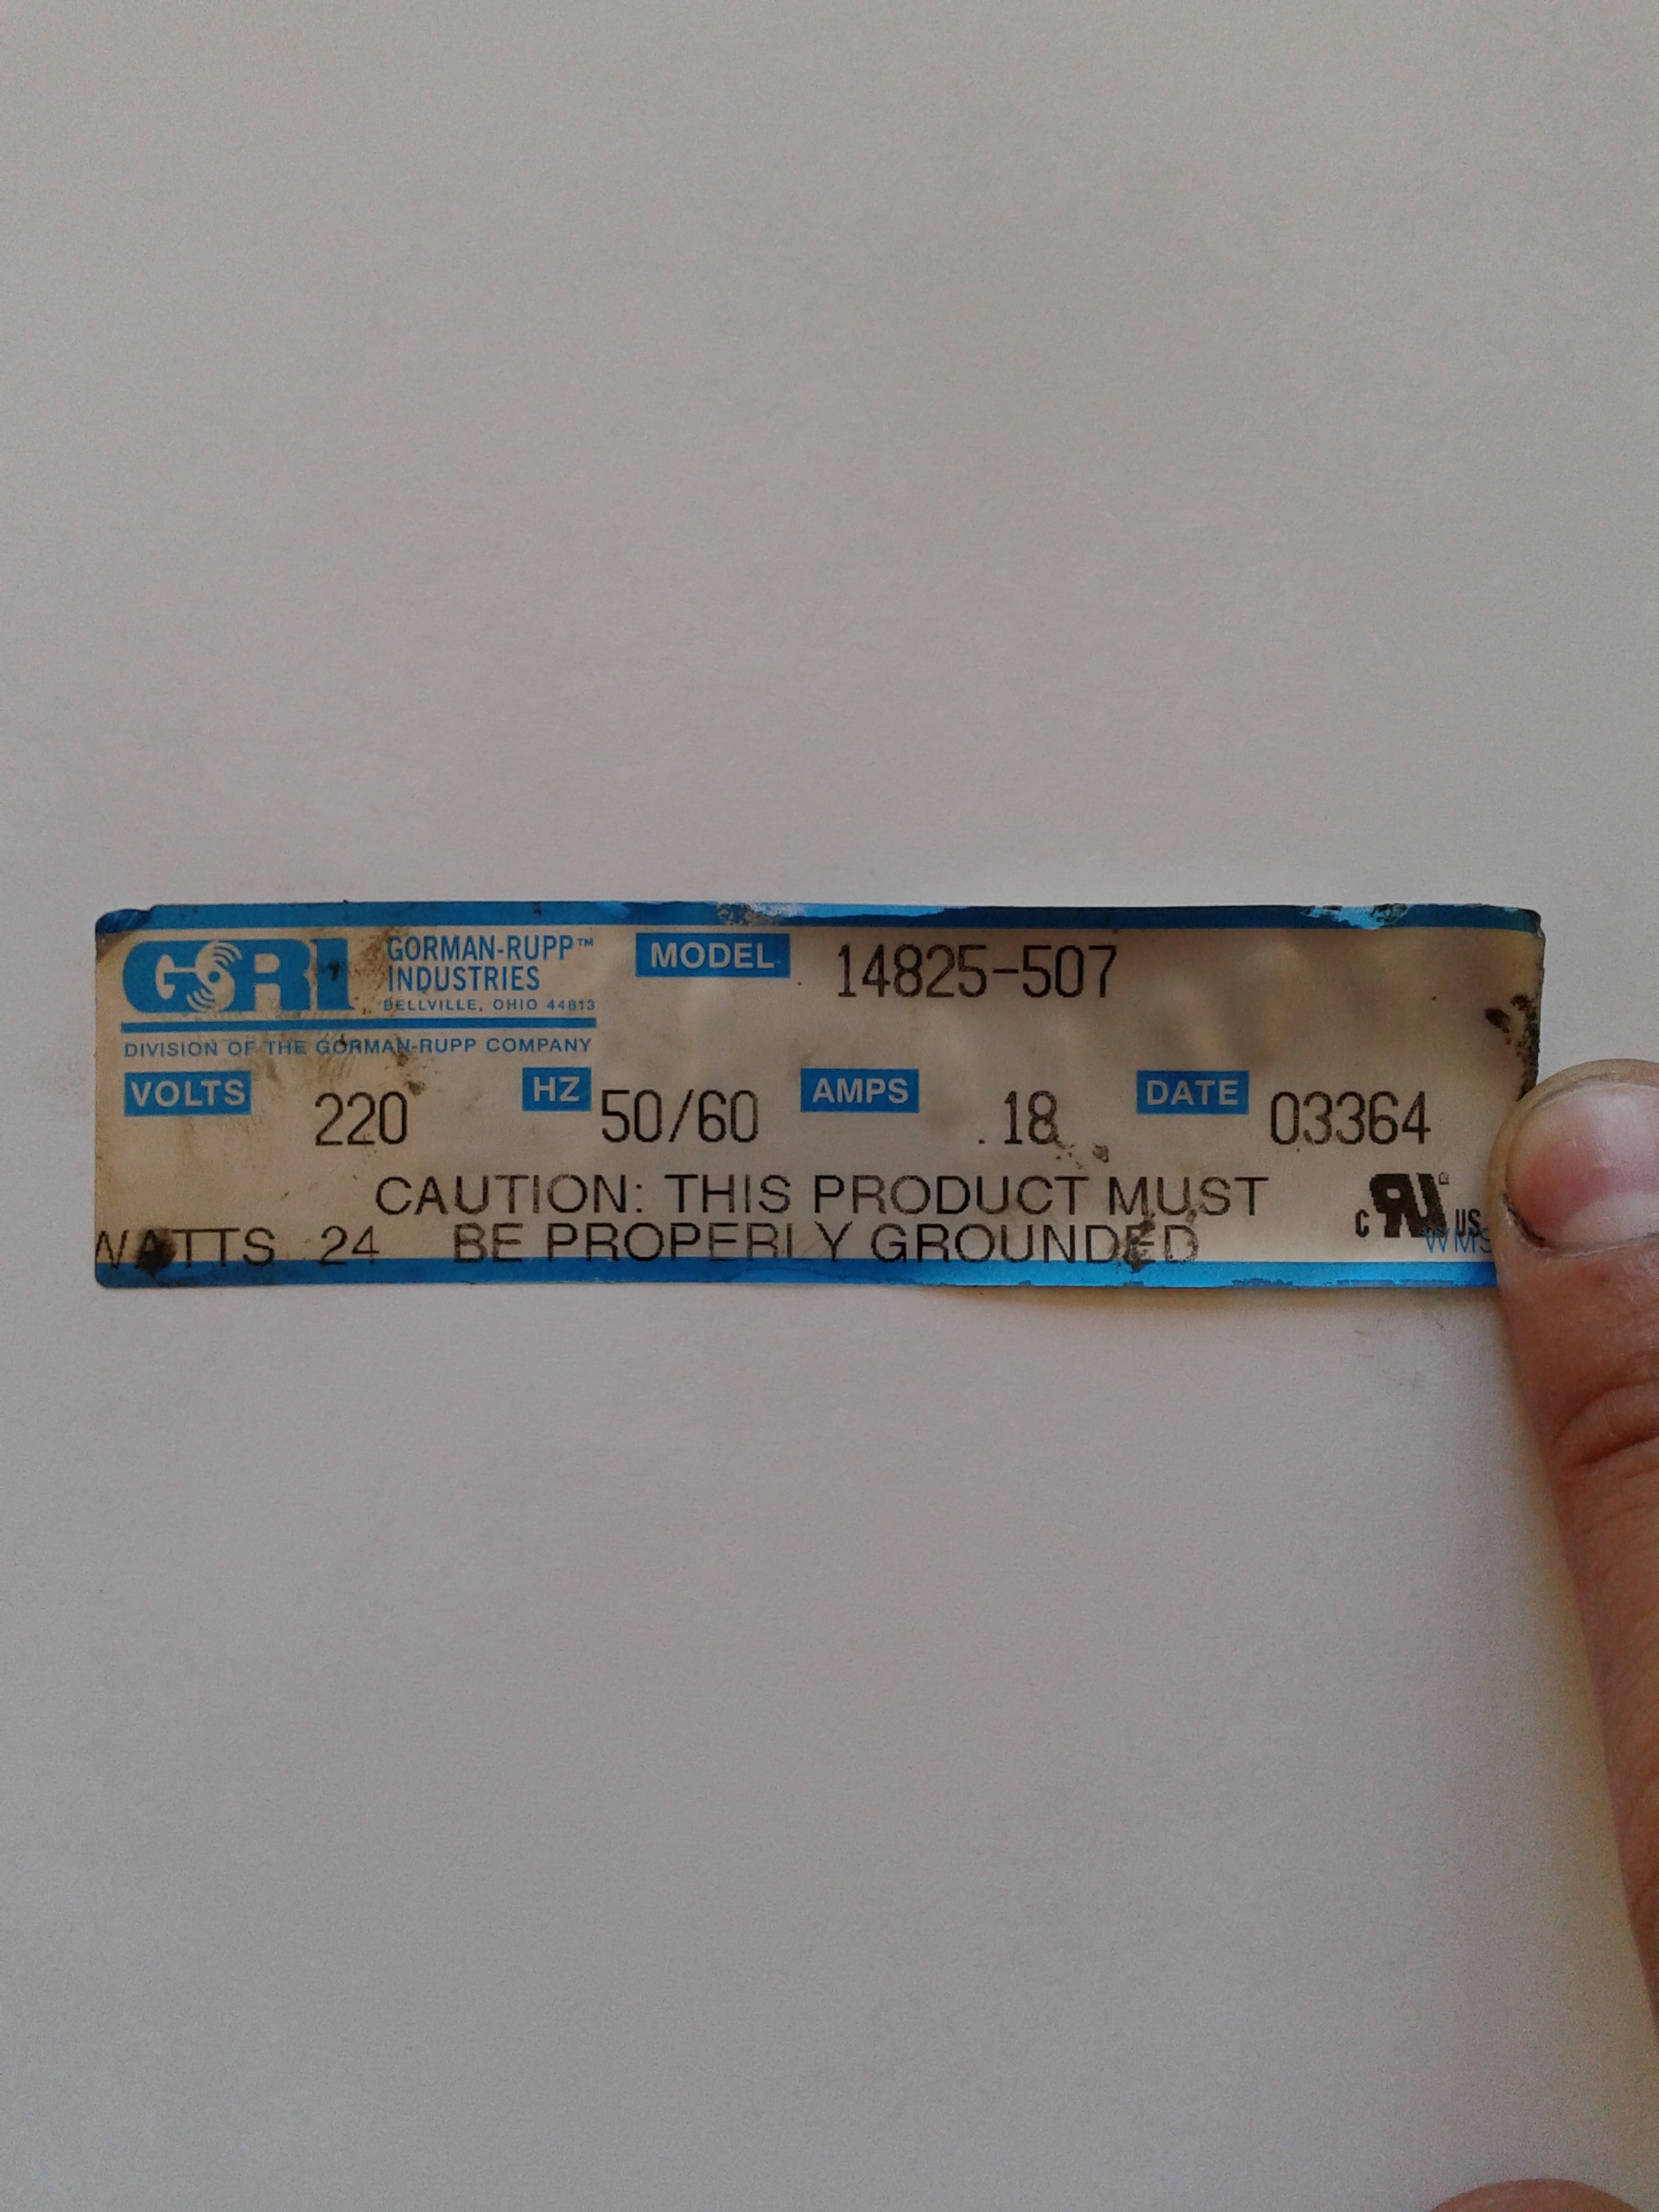 GSRI
GORMAN-RUPP™
INDUSTRIES
BELLVILLE, OHIO 44813
DIVISION OF THE GORMAN-RUPP COMPANY
MODEL 14825-507
VOLTS 220 HZ 50/60 AMPS .18 DATE 03364
CAUTION: THIS PRODUCT MUST
WATTS 24 BE PROPERLY GROUNDED
c RU® US